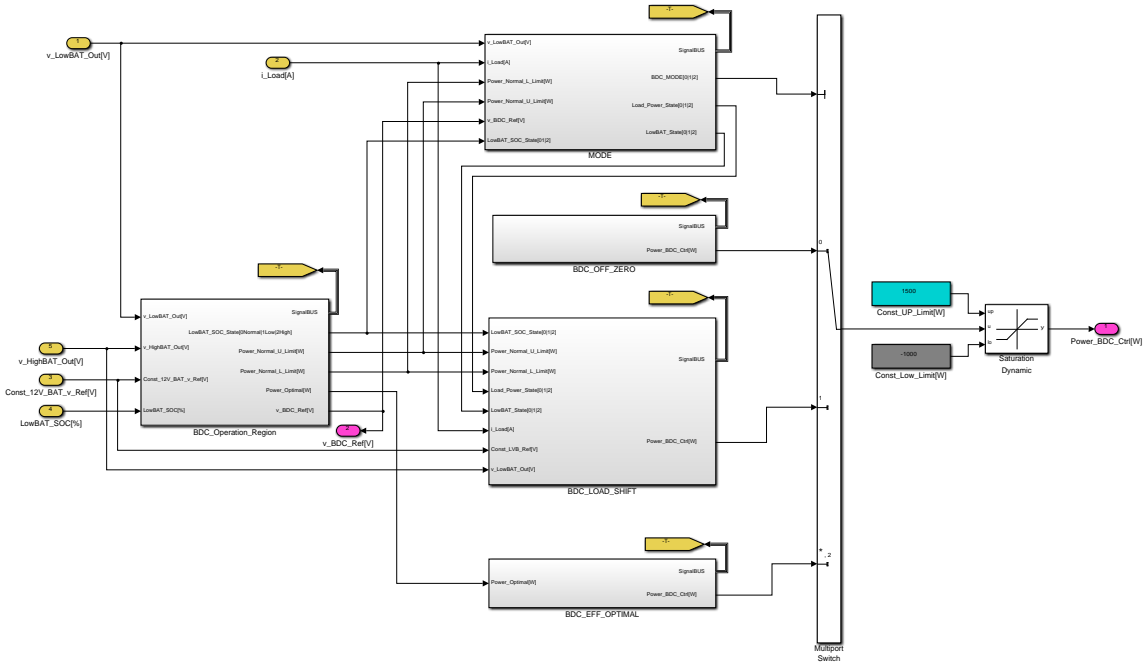 -T-
1
v_LowBAT_Out[V]
2
i_Load[A]
v_LowBAT_Out[V]
i_Load[A]
Power_Normal_L_Limit[W]
Power_Normal_U_Limit[W]
v_BDC_Ref[V]
LowBAT_SOC_State[01|2]
SignalBUS
BDC_MODE[0|1|2]
Load_Power_State[0|1|2]
LowBAT_State[0|1|2]
MODE
-T-
SignalBUS
Power_BDC_Ctrl[W]
BDC_OFF_ZERO
0
-T-
v_LowBAT_Out[V]
v_HighBAT_Out[V]
Const_12V_BAT_v_Ref[V]
LowBAT_SOC[%]
SignalBUS
LowBAT_SOC_State[0Normal|1Low|2High]
Power_Normal_U_Limit[W]
Power_Normal_L_Limit[W]
Power_Optimal[W]
v_BDC_Ref[V]
BDC_Operation_Region
5
v_HighBAT_Out[V]
3
Const_12V_BAT_v_Ref[V]
4
LowBAT_SOC[%]
2
v_BDC_Ref[V]
-T-
LowBAT_SOC_State[0|1|2]
Power_Normal_U_Limit[W]
Power_Normal_L_Limit[W]
Load_Power_State[0|1|2]
LowBAT_State[0|1|2]
i_Load[A]
Const_LVB_Ref[V]
v_LowBAT_Out[V]
SignalBUS
Power_BDC_Ctrl[W]
BDC_LOAD_SHIFT
1
-T-
Power_Optimal[W]
SignalBUS
Power_BDC_Ctrl[W]
BDC_EFF_OPTIMAL
*, 2
Multiport
Switch
1500
Const_UP_Limit[W]
-1000
Const_Low_Limit[W]
up
u
lo
y
Saturation
Dynamic
1
Power_BDC_Ctrl[W]